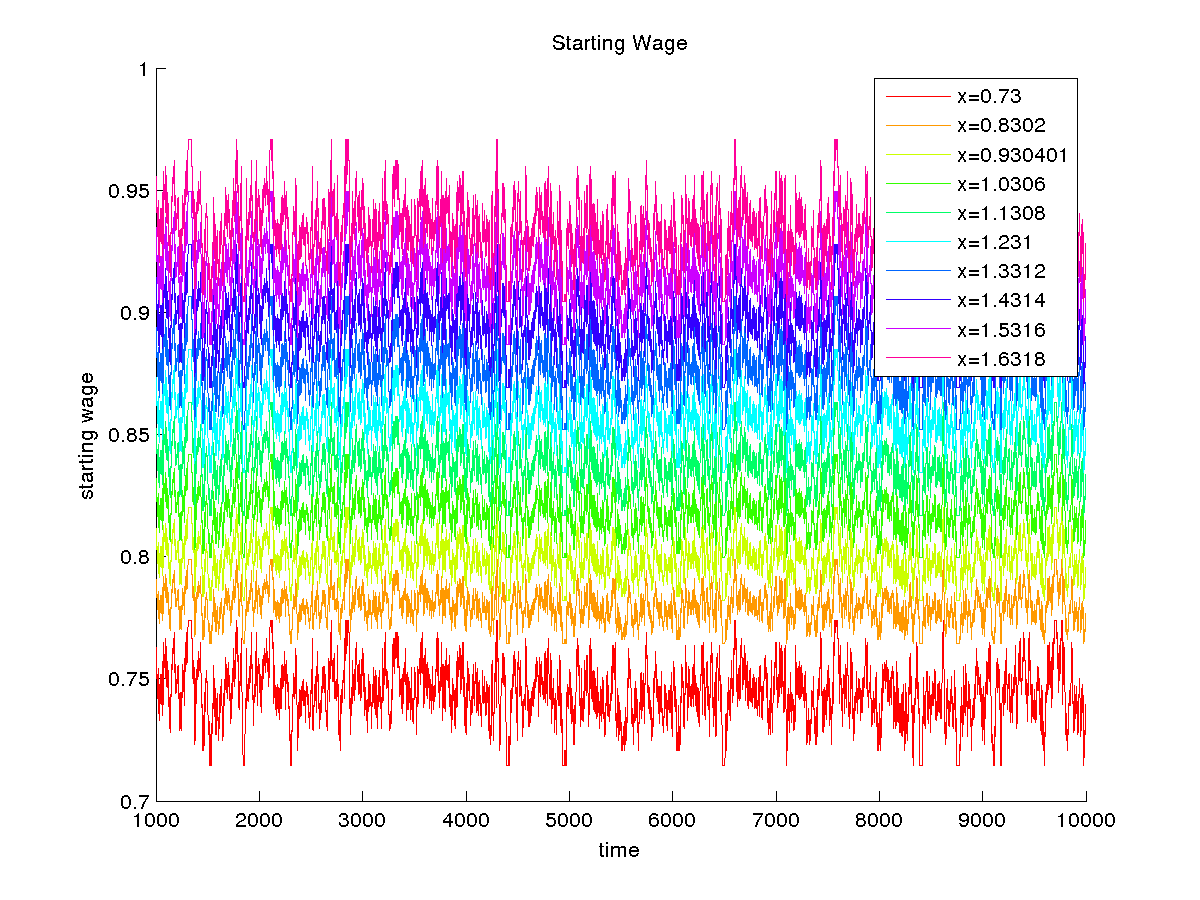 Starting Wage
1
0.95
0.9
0.85
0.8
0.75
0.7
starting wage
1000 2000 3000 4000 5000 6000 7000 8000 9000 10000
time
x=0.73
x=0.8302
x=0.930401
x=1.0306
x=1.1308
x=1.231
x=1.3312
x=1.4314
x=1.5316
x=1.6318